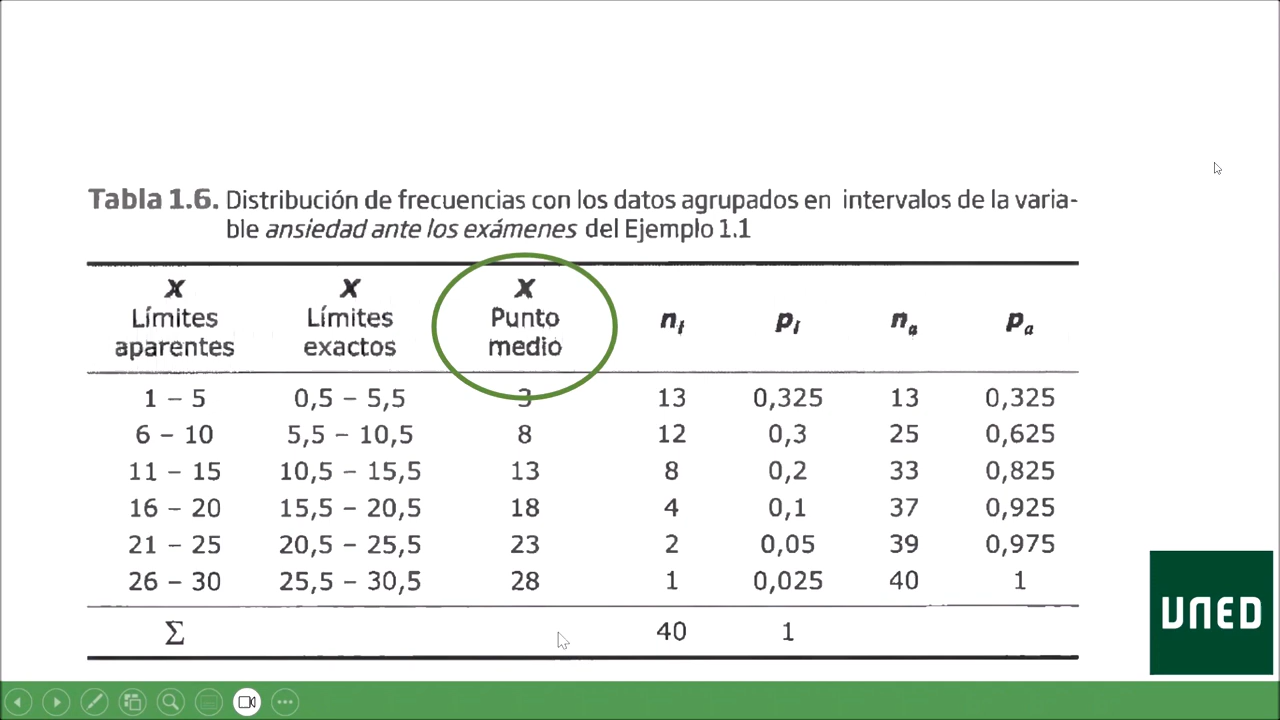 Tabla 1.6. Distribución de frecuencias con los datos agrupados en intervalos de la varia-
ble ansiedad ante los exámenes del Ejemplo 1.1
X Límites aparentes X Límites exactos X Punto medio nᵢ pᵢ nₐ pₐ
1 – 5 0,5 – 5,5 3 13 0,325 13 0,325
6 – 10 5,5 – 10,5 8 12 0,3 25 0,625
11 – 15 10,5 – 15,5 13 8 0,2 33 0,825
16 – 20 15,5 – 20,5 18 4 0,1 37 0,925
21 – 25 20,5 – 25,5 23 2 0,05 39 0,975
26 – 30 25,5 – 30,5 28 1 0,025 40 1
Σ 40 1
UNED